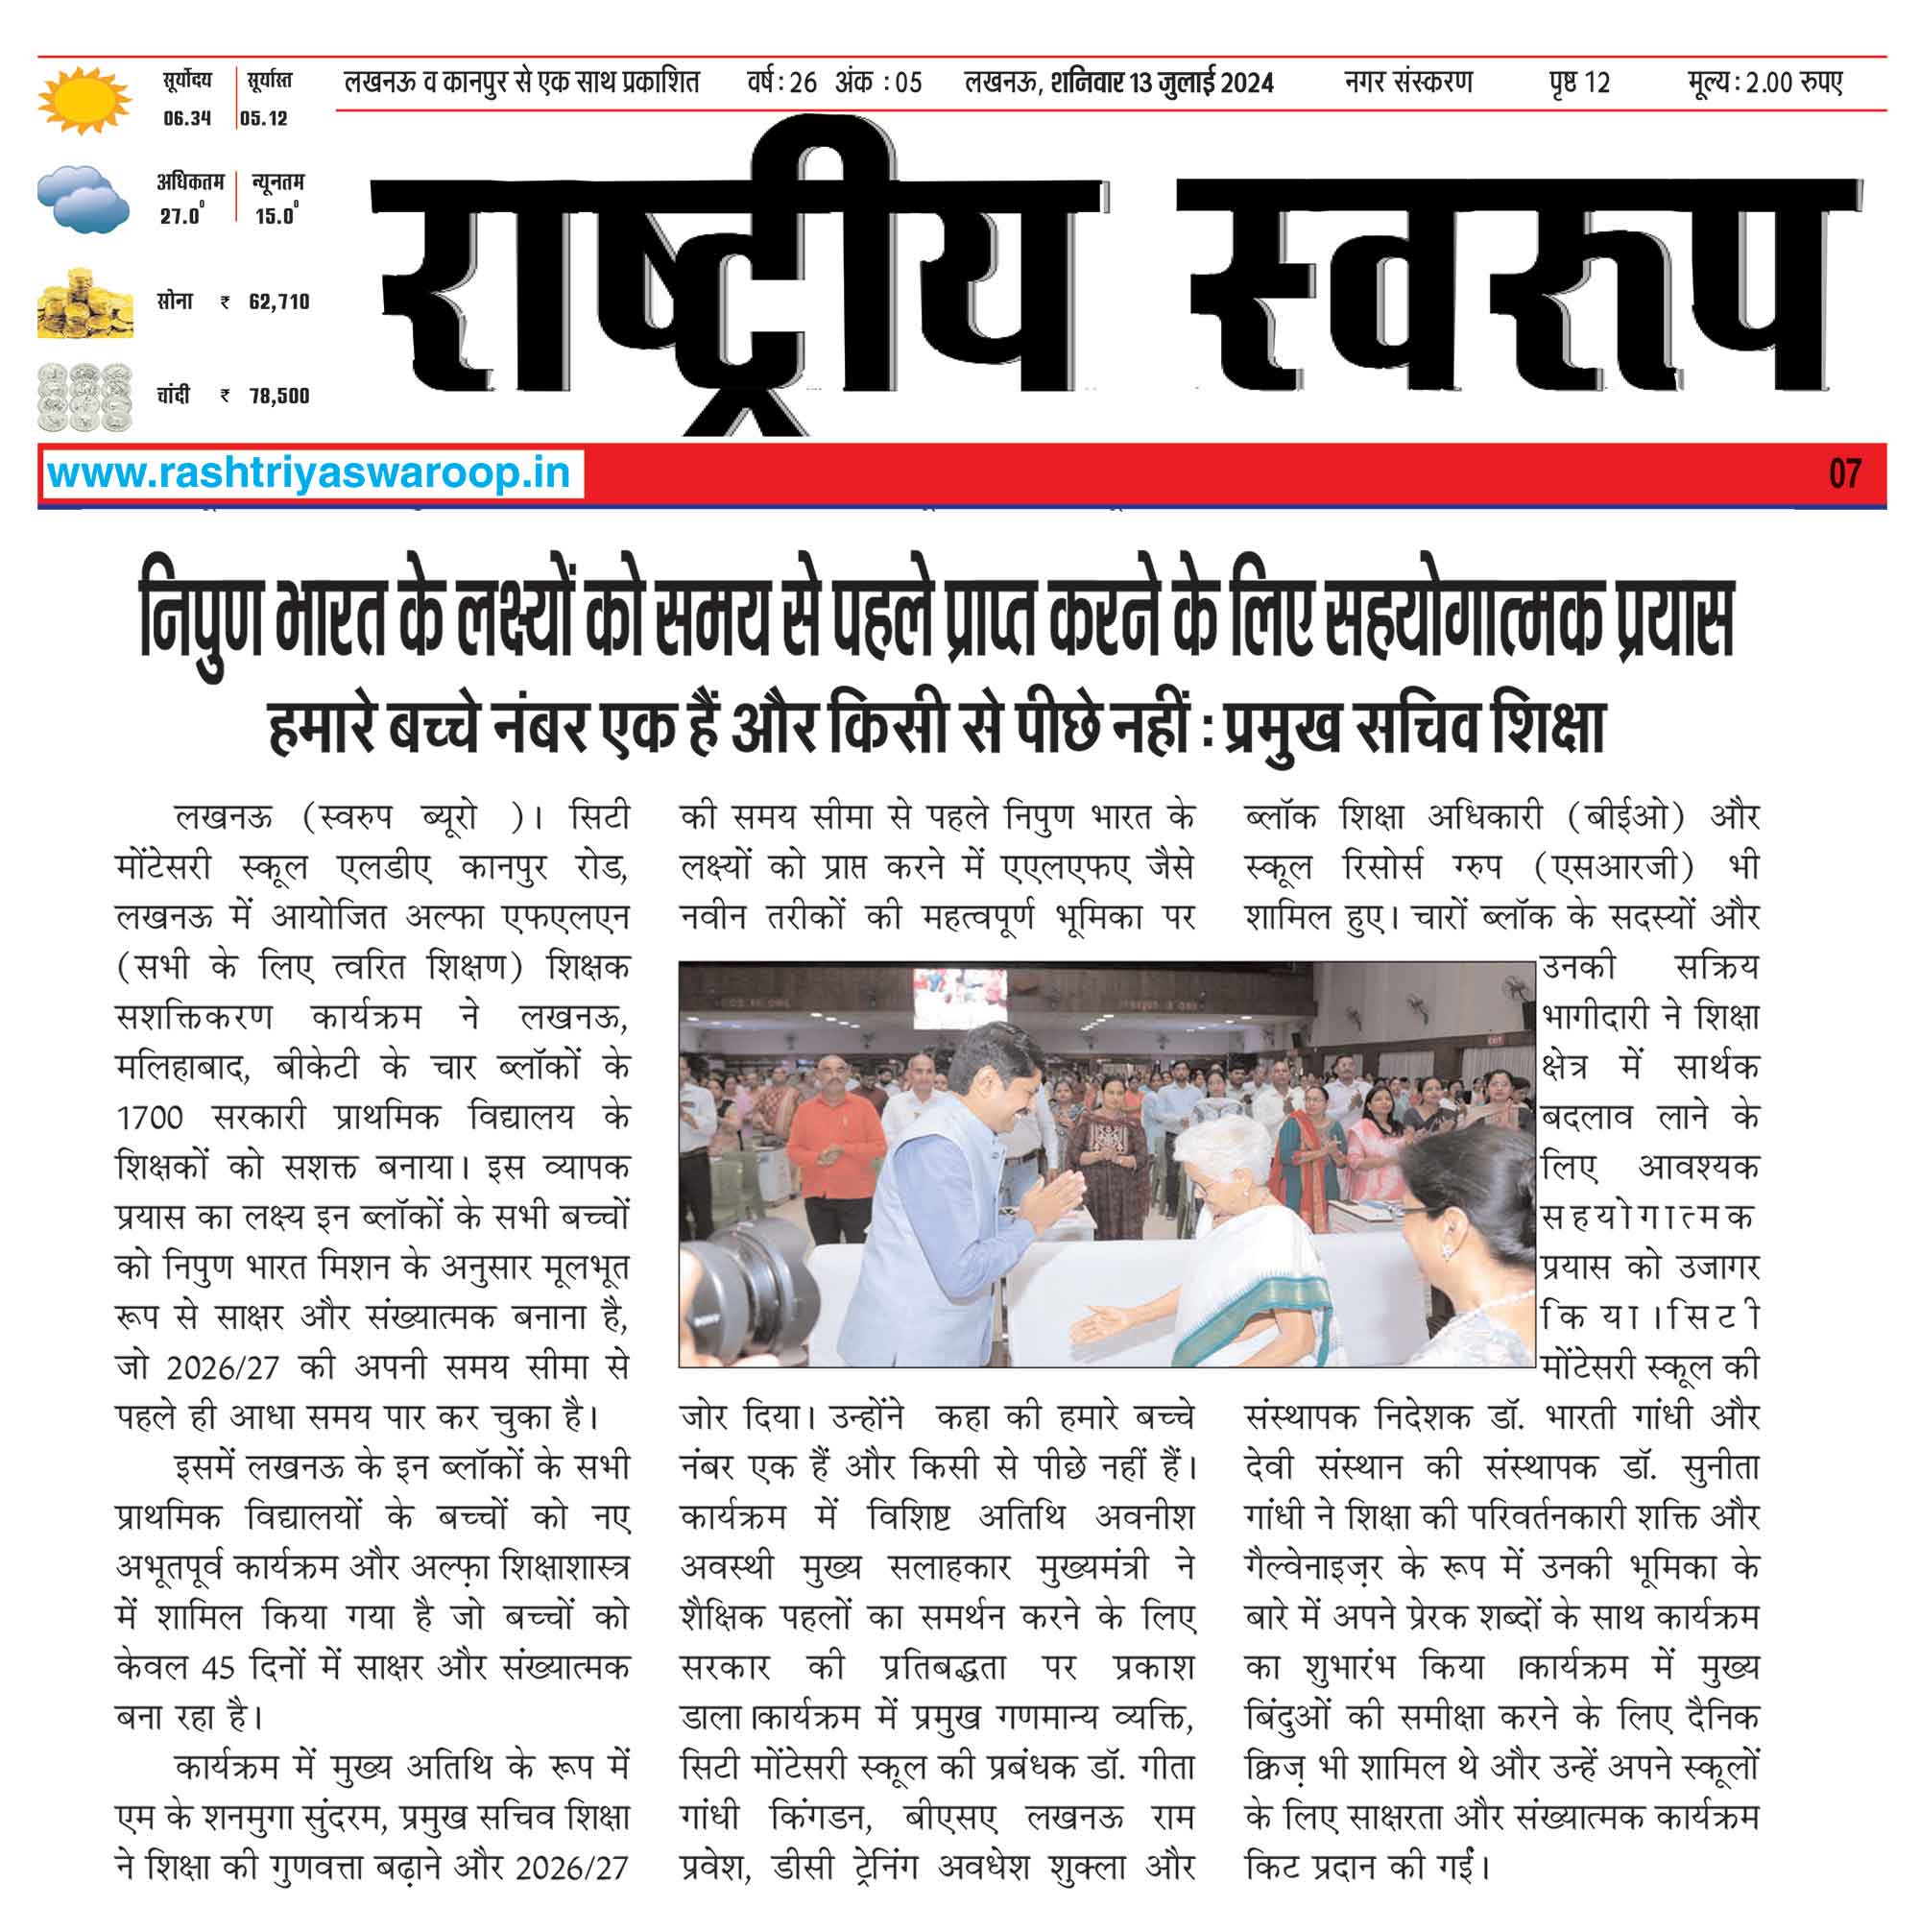 सूर्योदय
06.34
सूर्यास्त
05.12
लखनऊ व कानपुर से एक साथ प्रकाशित वर्ष: 26 अंक :05 लखनऊ, शनिवार 13 जुलाई 2024 नगर संस्करण पृष्ठ 12 मूल्य: 2.00 रुपए
राष्ट्रीय स्वरूप
अधिकतम
27.0⁰
न्यूनतम
15.0⁰
सोना ₹ 62,710
चांदी ₹ 78,500
www.rashtriyaswaroop.in 07
निपुण भारत के लक्ष्यों को समय से पहले प्राप्त करने के लिए सहयोगात्मक प्रयास
हमारे बच्चे नंबर एक हैं और किसी से पीछे नहीं : प्रमुख सचिव शिक्षा
लखनऊ (स्वरुप ब्यूरो )। सिटी
मोंटेसरी स्कूल एलडीए कानपुर रोड,
लखनऊ में आयोजित अल्फा एफएलएन
(सभी के लिए त्वरित शिक्षण) शिक्षक
सशक्तिकरण कार्यक्रम ने लखनऊ,
मलिहाबाद, बीकेटी के चार ब्लॉकों के
1700 सरकारी प्राथमिक विद्यालय के
शिक्षकों को सशक्त बनाया। इस व्यापक
प्रयास का लक्ष्य इन ब्लॉकों के सभी बच्चों
को निपुण भारत मिशन के अनुसार मूलभूत
रूप से साक्षर और संख्यात्मक बनाना है,
जो 2026/27 की अपनी समय सीमा से
पहले ही आधा समय पार कर चुका है।
इसमें लखनऊ के इन ब्लॉकों के सभी
प्राथमिक विद्यालयों के बच्चों को नए
अभूतपूर्व कार्यक्रम और अल्फ़ा शिक्षाशास्त्र
में शामिल किया गया है जो बच्चों को
केवल 45 दिनों में साक्षर और संख्यात्मक
बना रहा है।
कार्यक्रम में मुख्य अतिथि के रूप में
एम के शनमुगा सुंदरम, प्रमुख सचिव शिक्षा
ने शिक्षा की गुणवत्ता बढ़ाने और 2026/27
की समय सीमा से पहले निपुण भारत के
लक्ष्यों को प्राप्त करने में एएलएफए जैसे
नवीन तरीकों की महत्वपूर्ण भूमिका पर
जोर दिया। उन्होंने कहा की हमारे बच्चे
नंबर एक हैं और किसी से पीछे नहीं हैं।
कार्यक्रम में विशिष्ट अतिथि अवनीश
अवस्थी मुख्य सलाहकार मुख्यमंत्री ने
शैक्षिक पहलों का समर्थन करने के लिए
सरकार की प्रतिबद्धता पर प्रकाश
डाला।कार्यक्रम में प्रमुख गणमान्य व्यक्ति,
सिटी मोंटेसरी स्कूल की प्रबंधक डॉ. गीता
गांधी किंगडन, बीएसए लखनऊ राम
प्रवेश, डीसी ट्रेनिंग अवधेश शुक्ला और
ब्लॉक शिक्षा अधिकारी (बीईओ) और
स्कूल रिसोर्स ग्रुप (एसआरजी) भी
शामिल हुए। चारों ब्लॉक के सदस्यों और
उनकी सक्रिय
भागीदारी ने शिक्षा
क्षेत्र में सार्थक
बदलाव लाने के
लिए आवश्यक
सहयोगात्मक
प्रयास को उजागर
किया।सिटी
मोंटेसरी स्कूल की
संस्थापक निदेशक डॉ. भारती गांधी और
देवी संस्थान की संस्थापक डॉ. सुनीता
गांधी ने शिक्षा की परिवर्तनकारी शक्ति और
गैल्वेनाइज़र के रूप में उनकी भूमिका के
बारे में अपने प्रेरक शब्दों के साथ कार्यक्रम
का शुभारंभ किया ।कार्यक्रम में मुख्य
बिंदुओं की समीक्षा करने के लिए दैनिक
क्विज़ भी शामिल थे और उन्हें अपने स्कूलों
के लिए साक्षरता और संख्यात्मक कार्यक्रम
किट प्रदान की गईं।